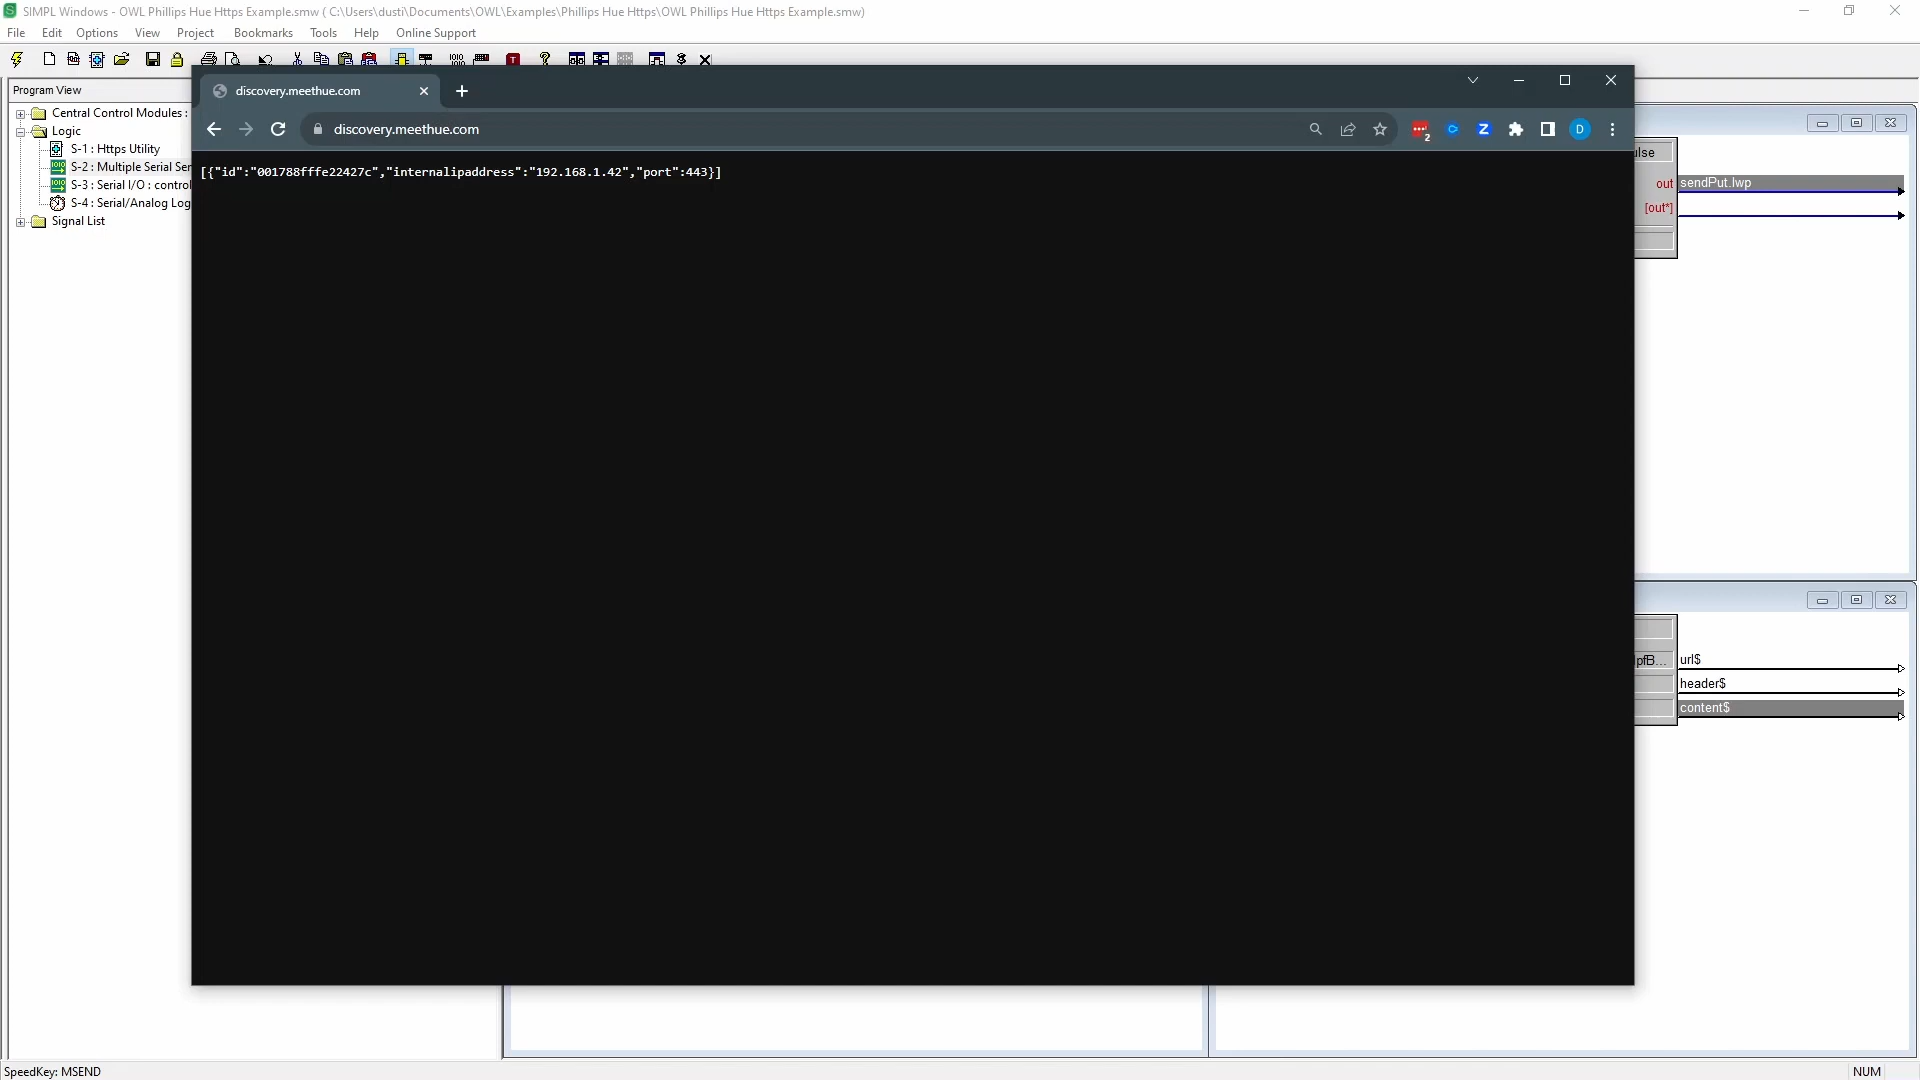 SIMPL Windows - OWL Phillips Hue Https Example.smw ( C:\Users\dusti\Documents\OWL\Examples\Phillips Hue Https\OWL Phillips Hue Https Example.smw)
File Edit Options View Project Bookmarks Tools Help Online Support
Program View
Central Control Modules :
Logic
S-1 : Https Utility
S-2 : Multiple Serial Ser
S-3 : Serial I/O : control
S-4 : Serial/Analog Log
Signal List
discovery.meethue.com
discovery.meethue.com
2
Z
D
[{"id":"001788fffe22427c","internalipaddress":"192.168.1.42","port":443}]
ulse
out sendPut.lwp
[out*]
lpfB... url$
header$
content$
SpeedKey: MSEND
NUM